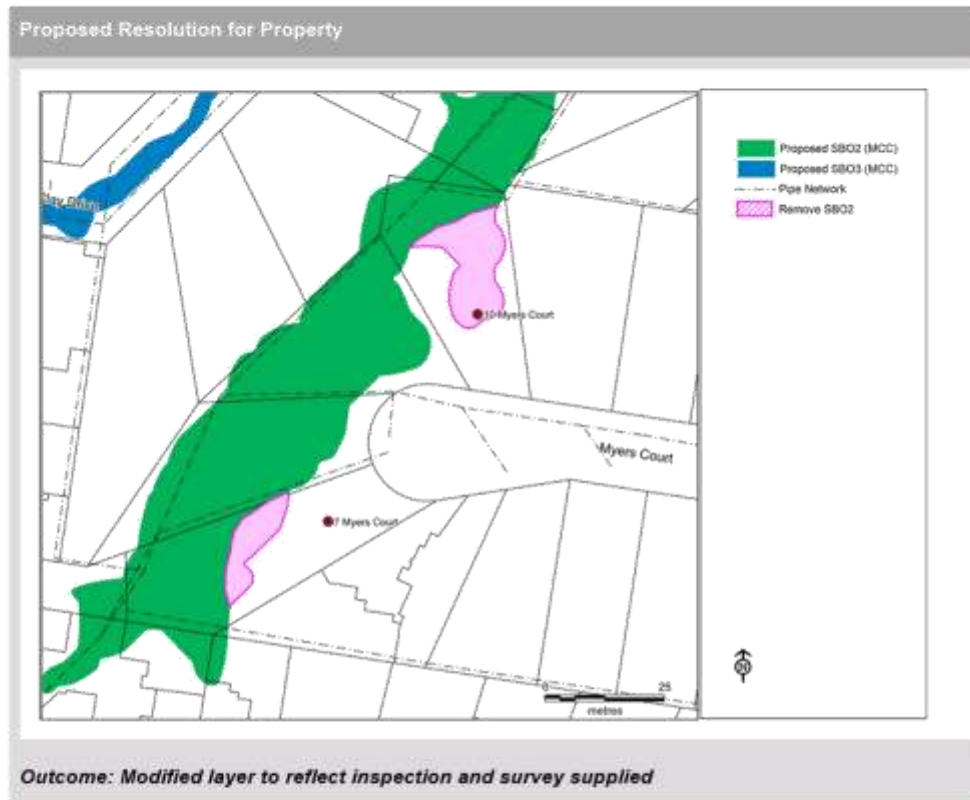 Proposed Resolution for Property
Proposed SBO2 (MCC)
Proposed SBO3 (MCC)
Pipe Network
Remove SBO2
10 Myers Court
Myers Court
7 Myers Court
0 25
metres
Outcome: Modified layer to reflect inspection and survey supplied